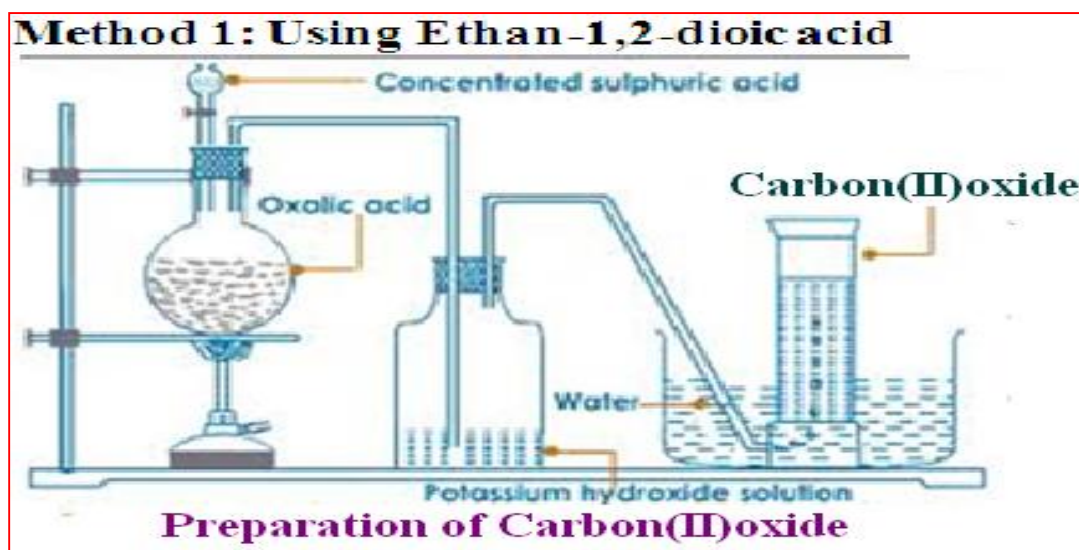 Method 1: Using Ethan-1,2-dioic acid
Concentrated sulphuric acid
Carbon(II)oxide
Oxalic acid
Water
Potassium hydroxide solution
Preparation of Carbon(II)oxide